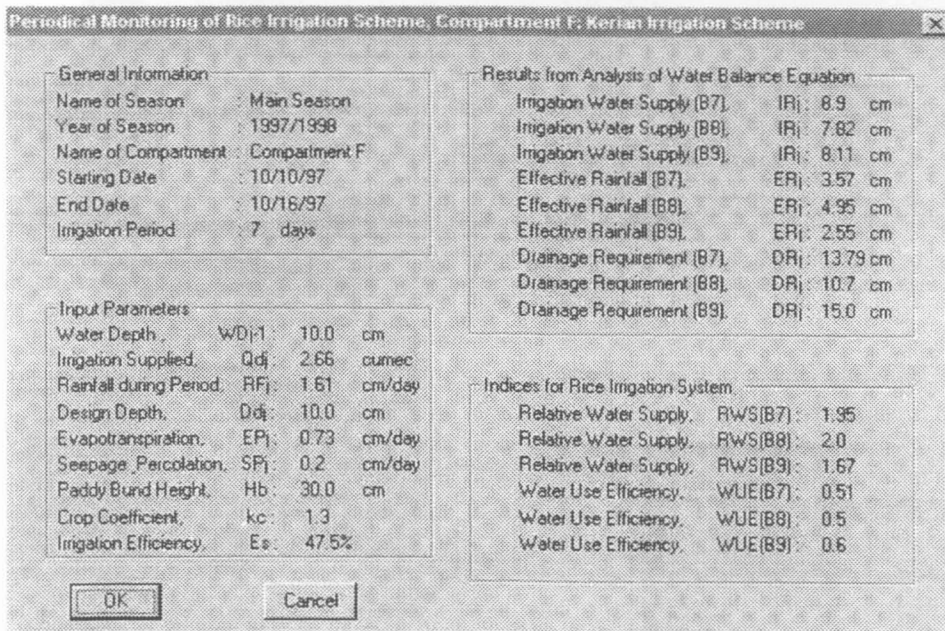 Periodical Monitoring of Rice Irrigation Scheme, Compartment F: Kerian Irrigation Scheme
General Information
Name of Season : Main Season
Year of Season : 1997/1998
Name of Compartment : Compartment F
Starting Date : 10/10/97
End Date : 10/16/97
Irrigation Period : 7 days
Input Parameters
Water Depth , WDj-1 : 10.0 cm
Irrigation Supplied, Qdj : 2.66 cumec
Rainfall during Period, RFj : 1.61 cm/day
Design Depth, Ddj : 10.0 cm
Evapotranspiration, EPj : 0.73 cm/day
Seepage_Percolation, SPj : 0.2 cm/day
Paddy Bund Height, Hb : 30.0 cm
Crop Coefficient, kc : 1.3
Irrigation Efficiency, Es : 47.5%
OK Cancel
Results from Analysis of Water Balance Equation
Irrigation Water Supply (B7), IRj : 8.9 cm
Irrigation Water Supply (B8), IRj : 7.82 cm
Irrigation Water Supply (B9), IRj : 8.11 cm
Effective Rainfall (B7), ERj : 3.57 cm
Effective Rainfall (B8), ERj : 4.95 cm
Effective Rainfall (B9), ERj : 2.55 cm
Drainage Requirement (B7), DRj : 13.79 cm
Drainage Requirement (B8), DRj : 10.7 cm
Drainage Requirement (B9), DRj : 15.0 cm
Indices for Rice Irrigation System,
Relative Water Supply, RWS(B7) : 1.95
Relative Water Supply, RWS(B8) : 2.0
Relative Water Supply, RWS(B9) : 1.67
Water Use Efficiency, WUE(B7) : 0.51
Water Use Efficiency, WUE(B8) : 0.5
Water Use Efficiency, WUE(B9) : 0.6